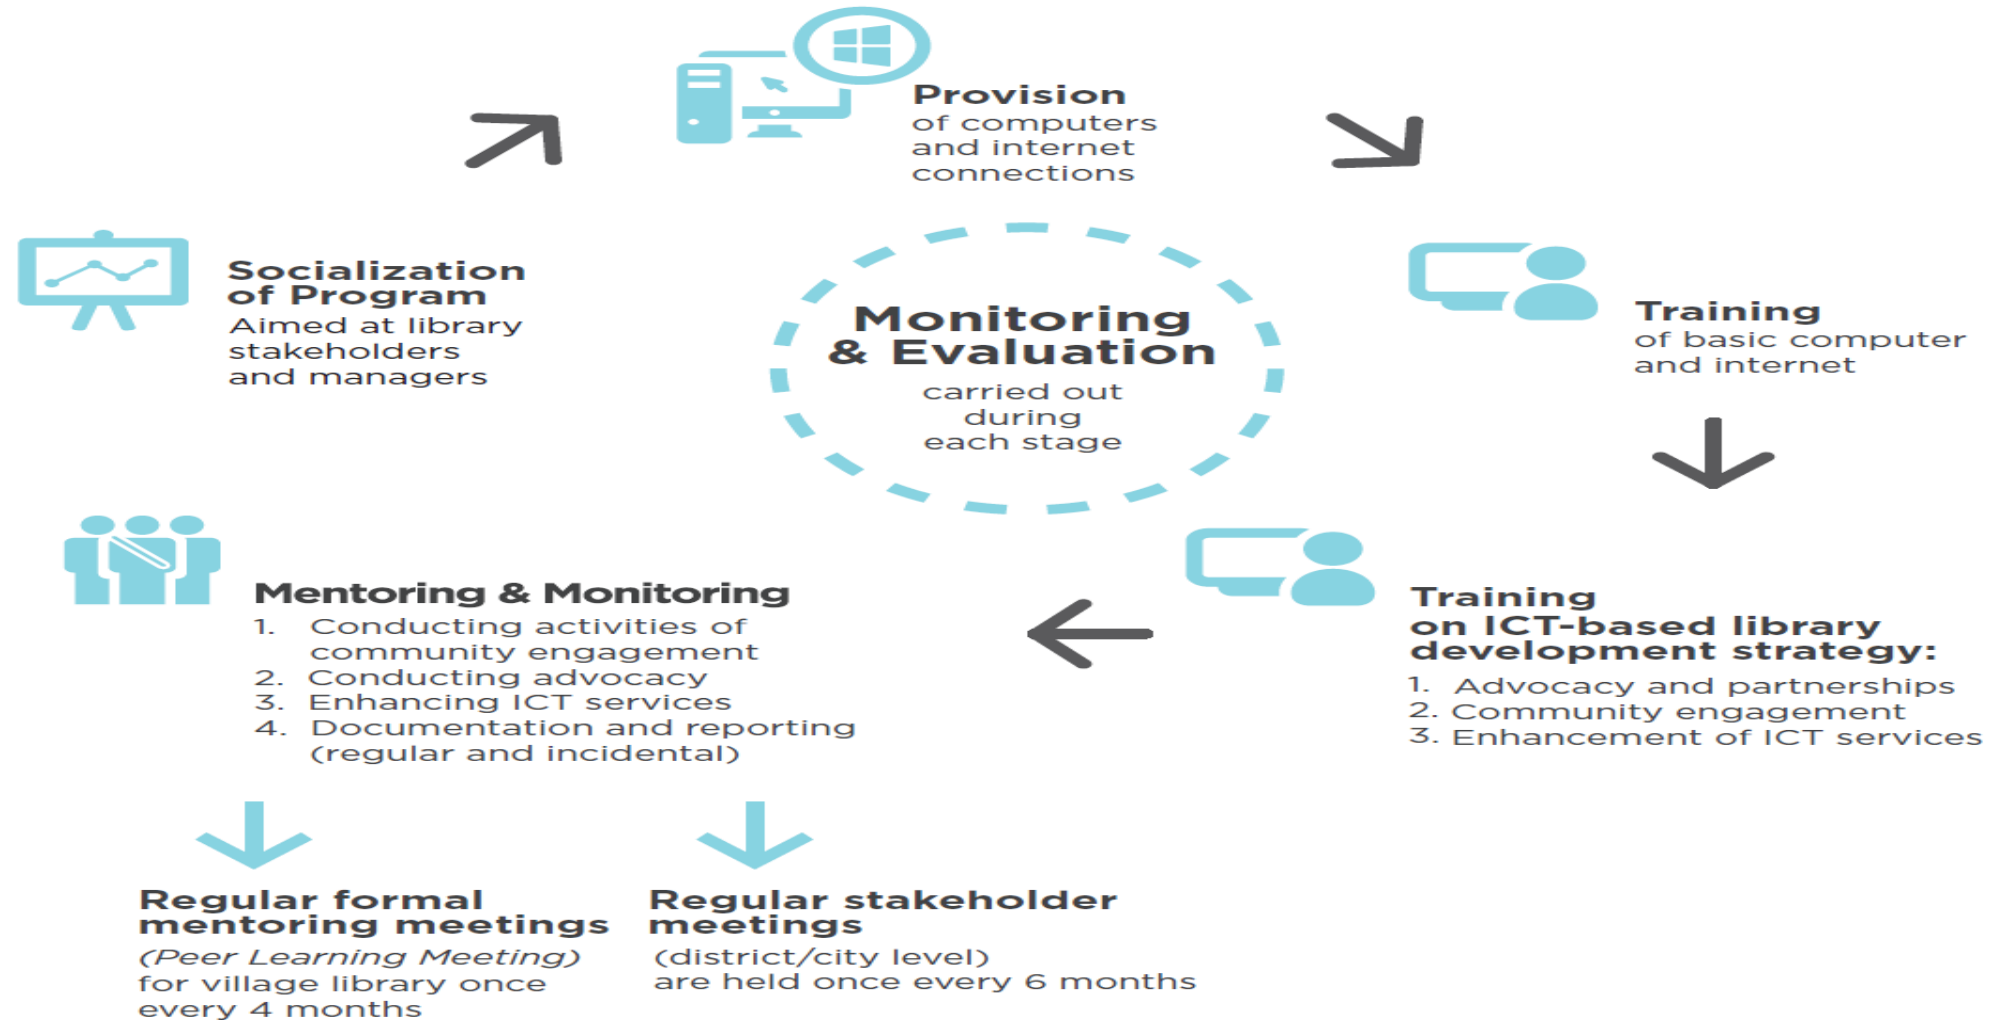 Provision
of computers
and internet
connections
Socialization
of Program
Aimed at library
stakeholders
and managers
Monitoring
& Evaluation
carried out
during
each stage
Training
of basic computer
and internet
Training
on ICT-based library
development strategy:
1. Advocacy and partnerships
2. Community engagement
3. Enhancement of ICT services
Mentoring & Monitoring
1. Conducting activities of
community engagement
2. Conducting advocacy
3. Enhancing ICT services
4. Documentation and reporting
(regular and incidental)
Regular formal
mentoring meetings
(Peer Learning Meeting)
for village library once
every 4 months
Regular stakeholder
meetings
(district/city level)
are held once every 6 months